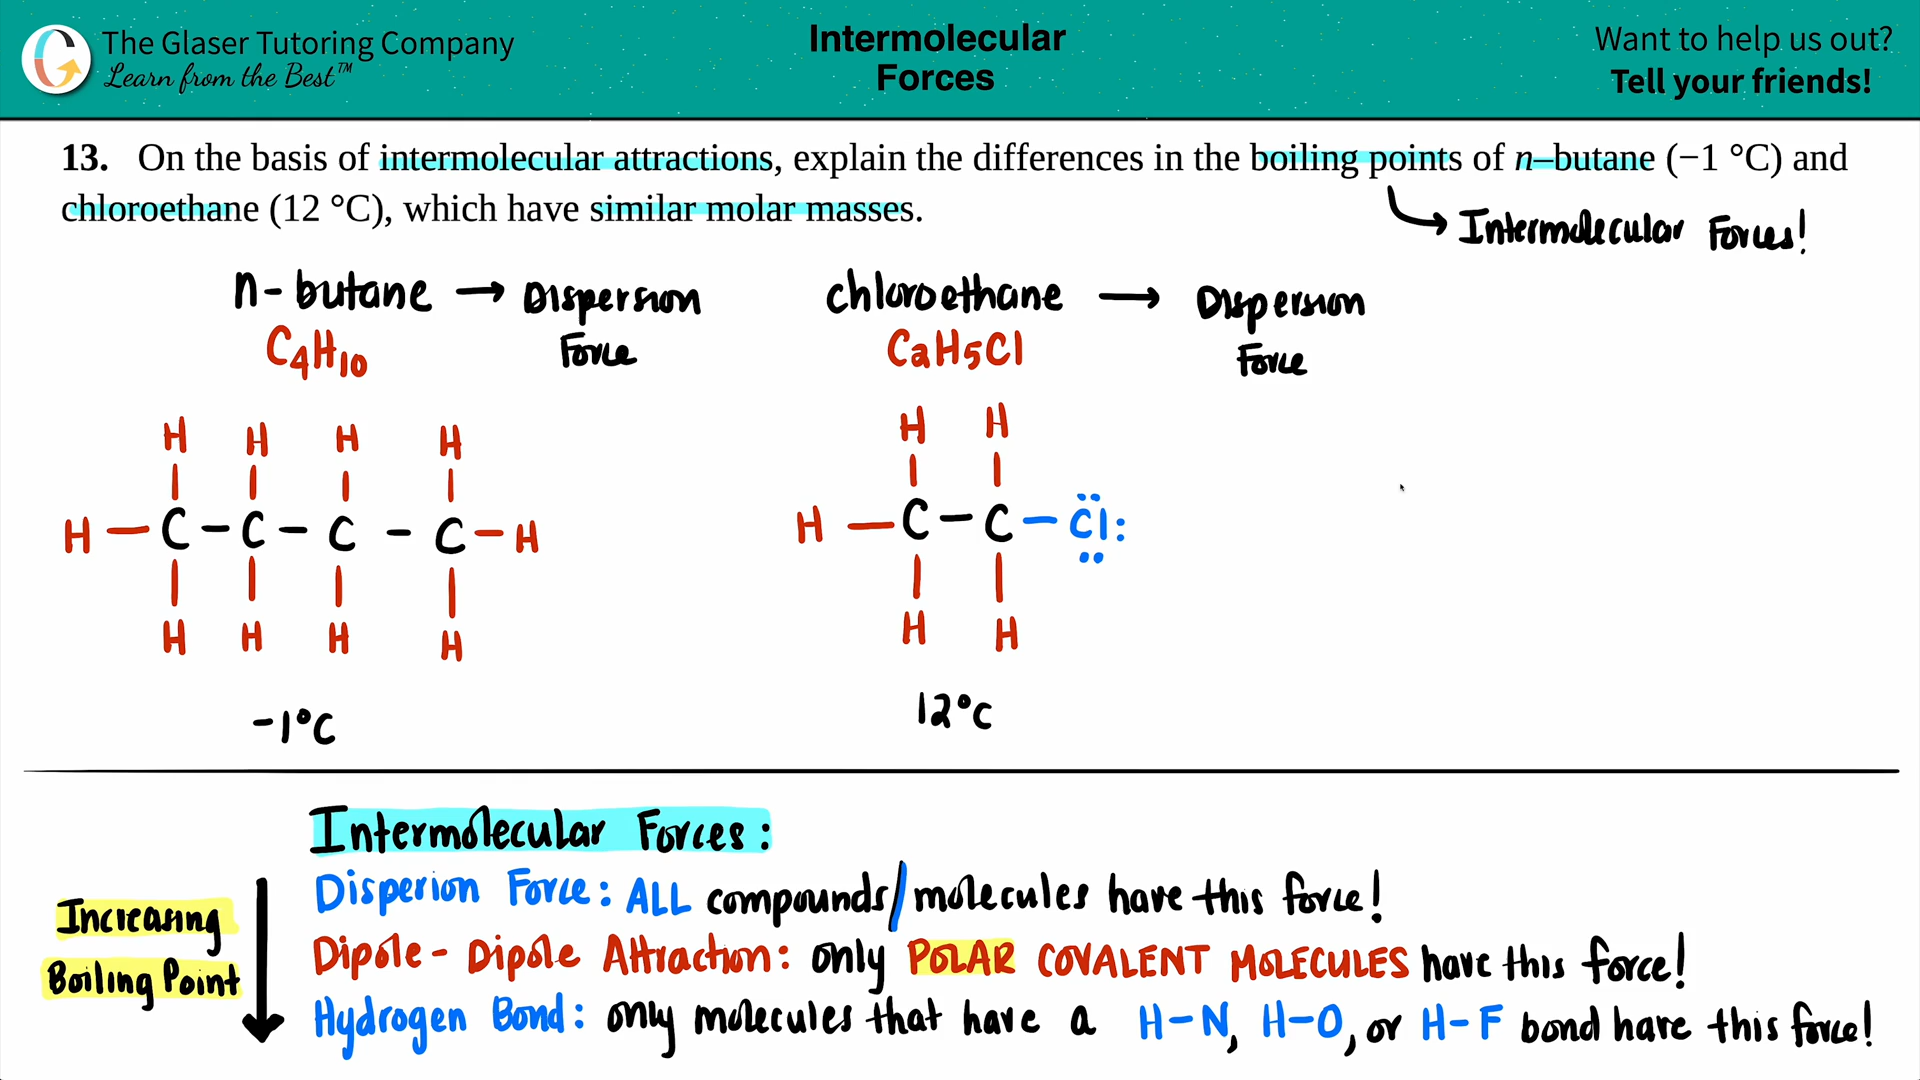 The Glaser Tutoring Company
Learn from the Best™
Intermolecular
Forces
Want to help us out?
Tell your friends!
13. On the basis of intermolecular attractions, explain the differences in the boiling points of n–butane (−1 °C) and
chloroethane (12 °C), which have similar molar masses.
Intermolecular Forces!
n-butane → Dispersion
Force
C4H10
chloroethane → Dispersion
Force
C2H5Cl
H H H H
H – C – C – C – C – H
H H H H
-1°C
H H
H – C – C – Cl
H H
12°C
Intermolecular Forces:
Increasing
Boiling Point
Disperion Force: ALL compounds/molecules have this force!
Dipole-Dipole Attraction: only POLAR COVALENT MOLECULES have this force!
Hydrogen Bond: only molecules that have a H-N, H-O, or H-F bond have this force!